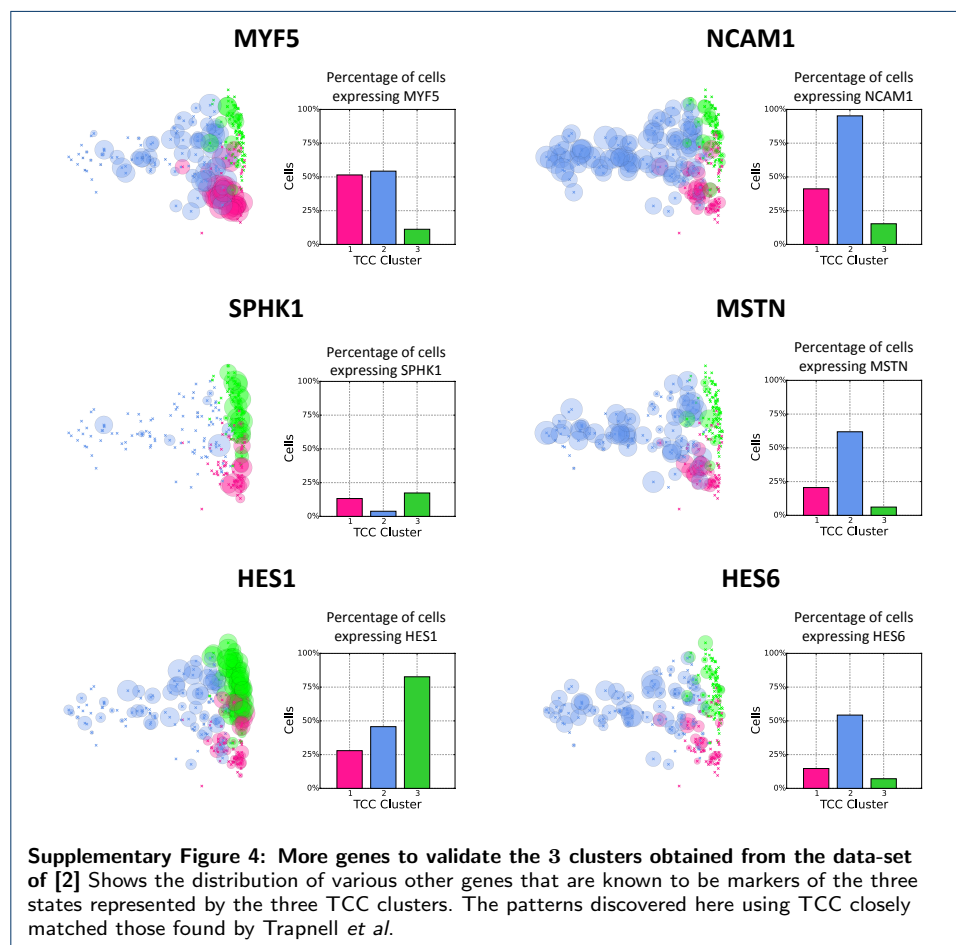 MYF5
Percentage of cells
expressing MYF5
100%
75%
50%
25%
0%
Cells
1 2 3
TCC Cluster
NCAM1
Percentage of cells
expressing NCAM1
100%
75%
50%
25%
0%
Cells
1 2 3
TCC Cluster
SPHK1
Percentage of cells
expressing SPHK1
100%
75%
50%
25%
0%
Cells
1 2 3
TCC Cluster
MSTN
Percentage of cells
expressing MSTN
100%
75%
50%
25%
0%
Cells
1 2 3
TCC Cluster
HES1
Percentage of cells
expressing HES1
100%
75%
50%
25%
0%
Cells
1 2 3
TCC Cluster
HES6
Percentage of cells
expressing HES6
100%
75%
50%
25%
0%
Cells
1 2 3
TCC Cluster
Supplementary Figure 4: More genes to validate the 3 clusters obtained from the data-set
of [2] Shows the distribution of various other genes that are known to be markers of the three
states represented by the three TCC clusters. The patterns discovered here using TCC closely
matched those found by Trapnell et al.